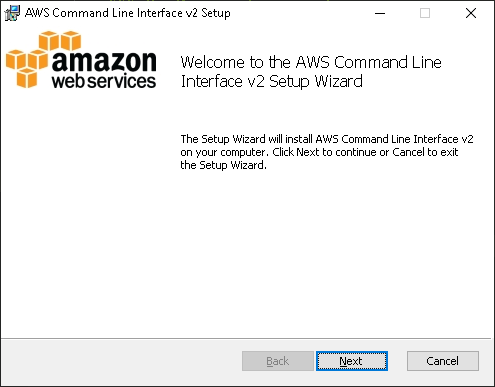 AWS Command Line Interface v2 Setup
amazon
web services
Welcome to the AWS Command Line
Interface v2 Setup Wizard
The Setup Wizard will install AWS Command Line Interface v2
on your computer. Click Next to continue or Cancel to exit
the Setup Wizard.
Back
Next
Cancel